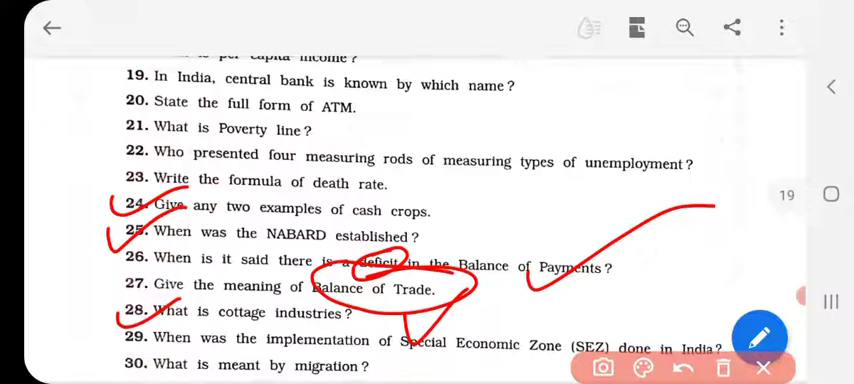 per capita income ?
19. In India, central bank is known by which name ?
20. State the full form of ATM.
21. What is Poverty line ?
22. Who presented four measuring rods of measuring types of unemployment ?
23. Write the formula of death rate.
24. Give any two examples of cash crops.
25. When was the NABARD established ?
26. When is it said there is a deficit in the Balance of Payments ?
27. Give the meaning of Balance of Trade.
28. What is cottage industries ?
29. When was the implementation of Special Economic Zone (SEZ) done in India ?
30. What is meant by migration ?
19